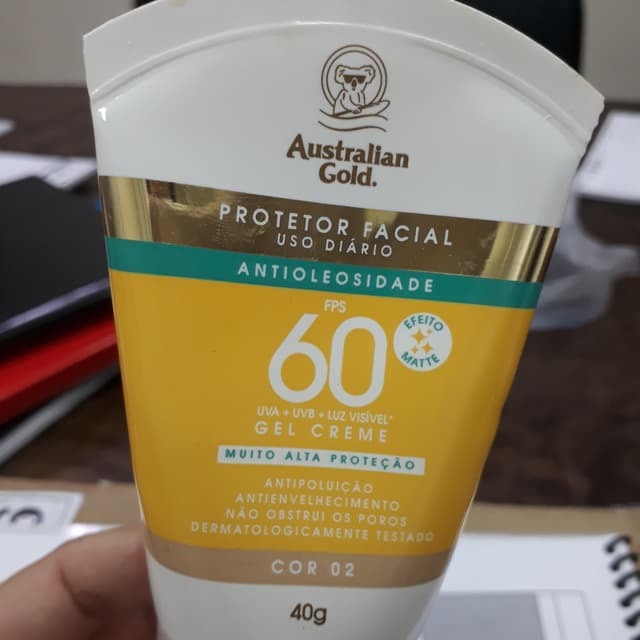 Australian
Gold.
PROTETOR FACIAL
USO DIÁRIO
ANTIOLEOSIDADE
FPS
60
EFEITO
MATTE
UVA + UVB + LUZ VISÍVEL*
GEL CREME
MUITO ALTA PROTEÇÃO
ANTIPOLUIÇÃO
ANTIENVELHECIMENTO
NÃO OBSTRUI OS POROS
DERMATOLOGICAMENTE TESTADO
COR 02
40g